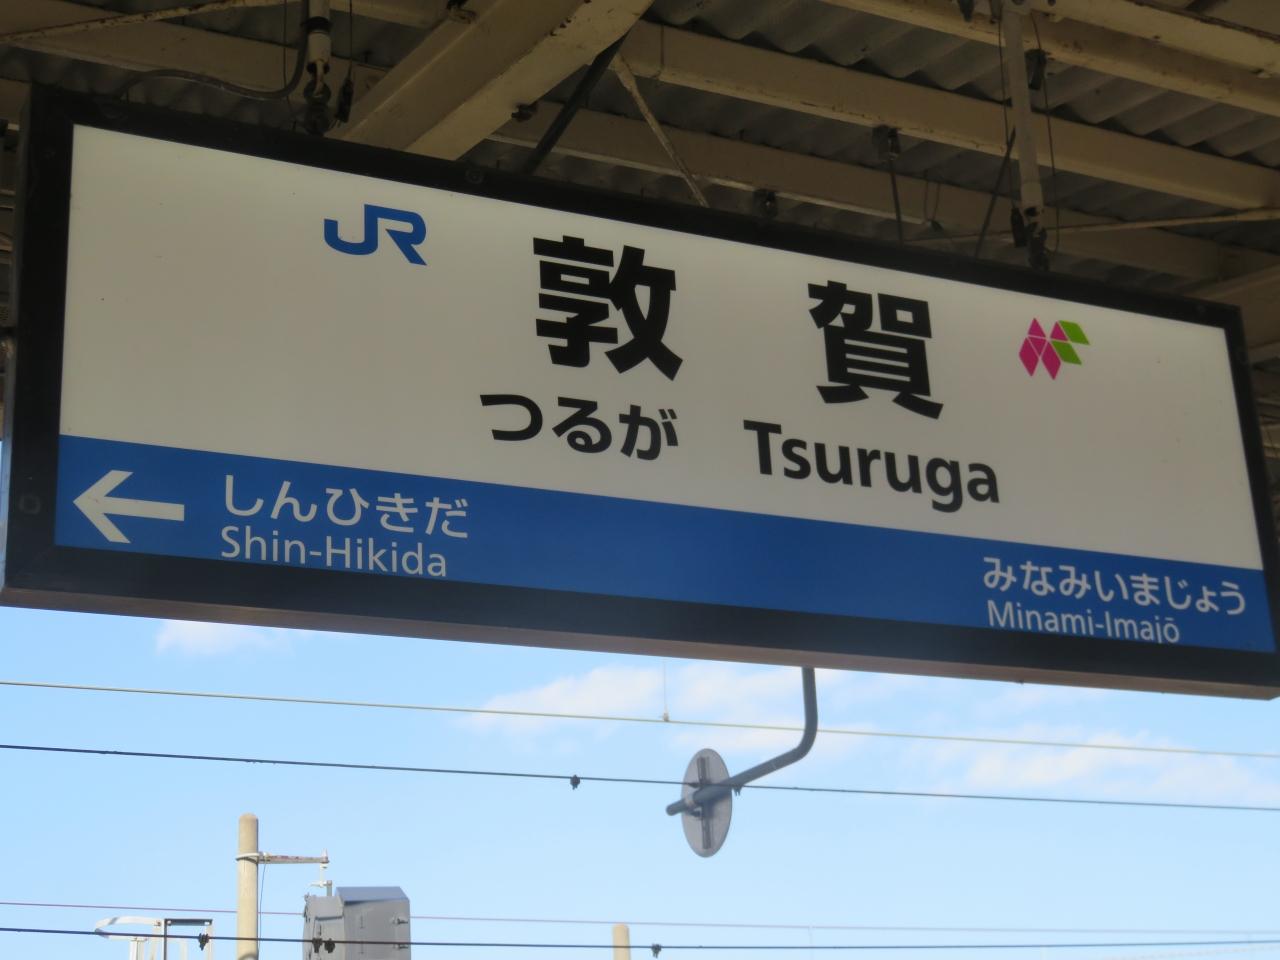 JR
敦賀
つるが Tsuruga
しんひきだ
Shin-Hikida
みなみいまじょう
Minami-Imajō